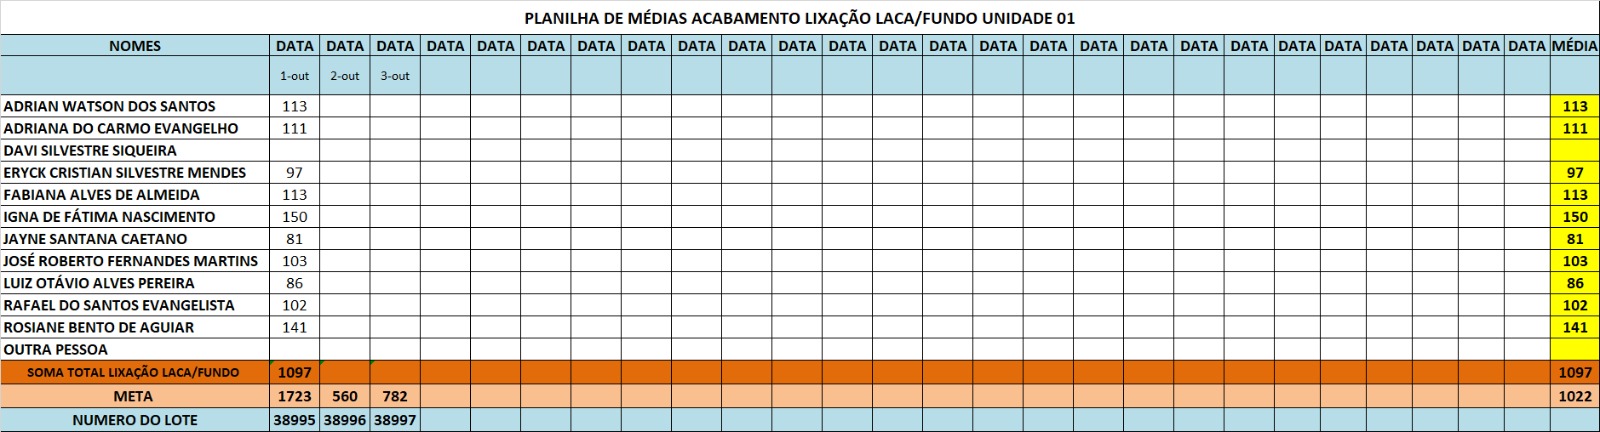 PLANILHA DE MÉDIAS ACABAMENTO LIXAÇÃO LACA/FUNDO UNIDADE 01
NOMES DATA DATA DATA DATA DATA DATA DATA DATA DATA DATA DATA DATA DATA DATA DATA DATA DATA DATA DATA DATA DATA DATA DATA DATA DATA DATA MÉDIA
1-out 2-out 3-out
ADRIAN WATSON DOS SANTOS 113 113
ADRIANA DO CARMO EVANGELHO 111 111
DAVI SILVESTRE SIQUEIRA
ERYCK CRISTIAN SILVESTRE MENDES 97 97
FABIANA ALVES DE ALMEIDA 113 113
IGNA DE FÁTIMA NASCIMENTO 150 150
JAYNE SANTANA CAETANO 81 81
JOSÉ ROBERTO FERNANDES MARTINS 103 103
LUIZ OTÁVIO ALVES PEREIRA 86 86
RAFAEL DO SANTOS EVANGELISTA 102 102
ROSIANE BENTO DE AGUIAR 141 141
OUTRA PESSOA
SOMA TOTAL LIXAÇÃO LACA/FUNDO 1097 1097
META 1723 560 782 1022
NUMERO DO LOTE 38995 38996 38997